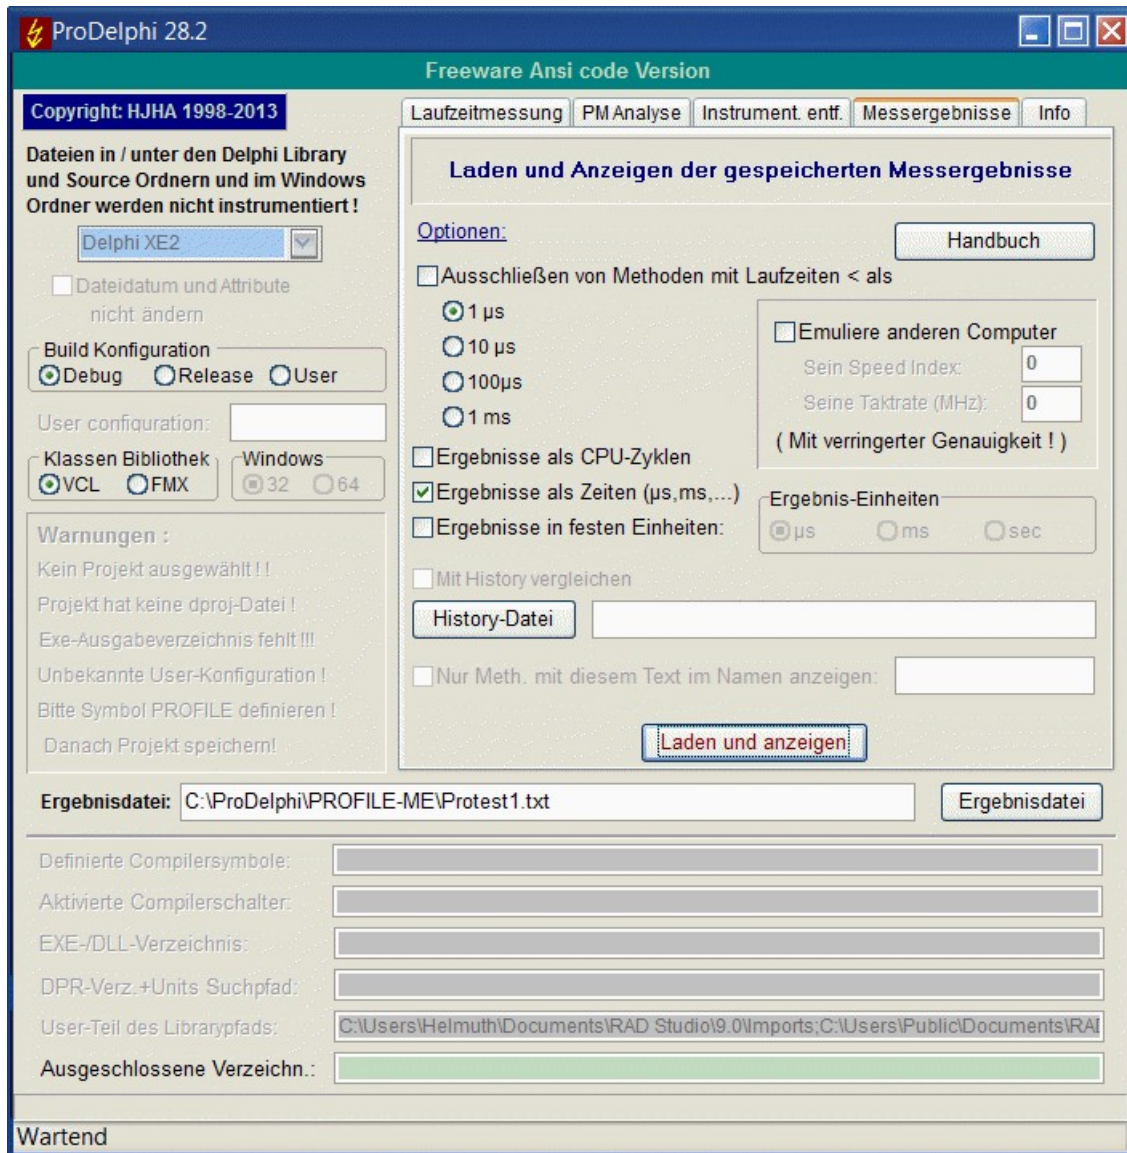 ProDelphi 28.2
Freeware Ansi code Version
Copyright: HJHA 1998-2013
Dateien in / unter den Delphi Library
und Source Ordnern und im Windows
Ordner werden nicht instrumentiert !
Delphi XE2
Dateidatum und Attribute
nicht ändern
Build Konfiguration
Debug Release User
User configuration:
Klassen Bibliothek Windows
VCL FMX 32 64
Warnungen :
Kein Projekt ausgewählt ! !
Projekt hat keine dproj-Datei !
Exe-Ausgabeverzeichnis fehlt !!!
Unbekannte User-Konfiguration !
Bitte Symbol PROFILE definieren !
Danach Projekt speichern!
Laufzeitmessung PM Analyse Instrument. entf. Messergebnisse Info
Laden und Anzeigen der gespeicherten Messergebnisse
Optionen:
Handbuch
Ausschließen von Methoden mit Laufzeiten < als
1 µs
10 µs
100µs
1 ms
Emuliere anderen Computer
Sein Speed Index: 0
Seine Taktrate (MHz): 0
( Mit verringerter Genauigkeit ! )
Ergebnisse als CPU-Zyklen
Ergebnisse als Zeiten (µs,ms,...)
Ergebnisse in festen Einheiten:
Ergebnis-Einheiten
µs ms sec
Mit History vergleichen
History-Datei
Nur Meth. mit diesem Text im Namen anzeigen:
Laden und anzeigen
Ergebnisdatei: C:\ProDelphi\PROFILE-ME\Protest1.txt Ergebnisdatei
Definierte Compilersymbole:
Aktivierte Compilerschalter:
EXE-/DLL-Verzeichnis:
DPR-Verz.+Units Suchpfad:
User-Teil des Librarypfads: C:\Users\Helmuth\Documents\RAD Studio\9.0\Imports;C:\Users\Public\Documents\RAD
Ausgeschlossene Verzeichn.:
Wartend